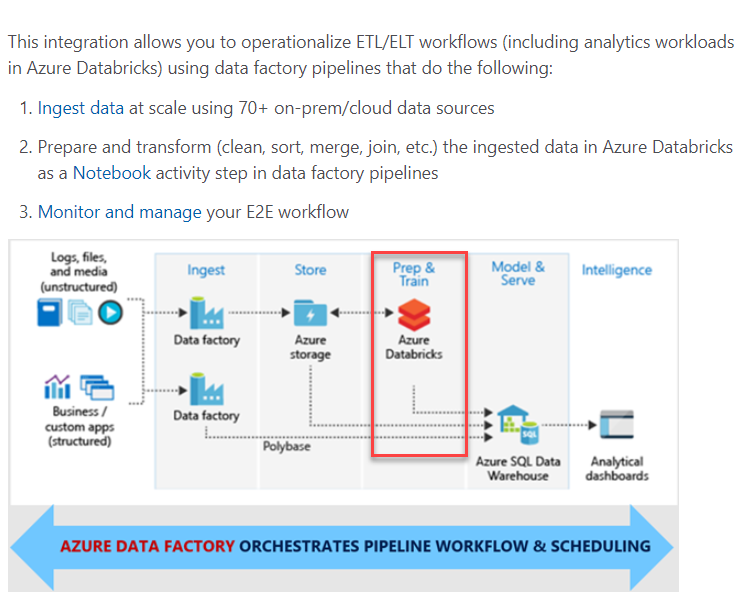 This integration allows you to operationalize ETL/ELT workflows (including analytics workloads
in Azure Databricks) using data factory pipelines that do the following:
1. Ingest data at scale using 70+ on-prem/cloud data sources
2. Prepare and transform (clean, sort, merge, join, etc.) the ingested data in Azure Databricks
as a Notebook activity step in data factory pipelines
3. Monitor and manage your E2E workflow
Logs, files,
and media
(unstructured)
Ingest
Store
Prep &
Train
Model &
Serve
Intelligence
Data factory
Azure
storage
Azure
Databricks
Business /
custom apps
(structured)
Data factory
Polybase
SQL
Azure SQL Data
Warehouse
Analytical
dashboards
AZURE DATA FACTORY ORCHESTRATES PIPELINE WORKFLOW & SCHEDULING